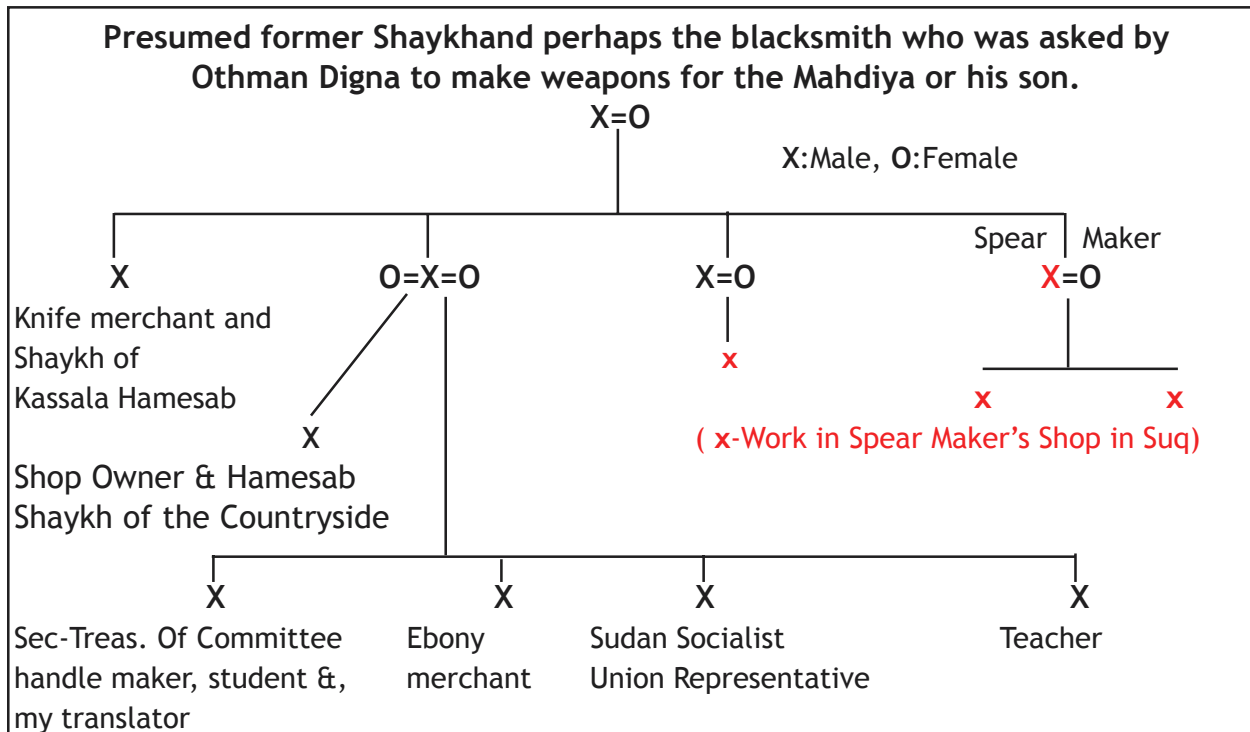 Presumed former Shaykhand perhaps the blacksmith who was asked by
Othman Digna to make weapons for the Mahdiya or his son.
X=O
X:Male, O:Female
Spear Maker
X
O=X=O
X=O
X=O
Knife merchant and
Shaykh of
Kassala Hamesab
x
x
x
( x-Work in Spear Maker’s Shop in Suq)
X
Shop Owner & Hamesab
Shaykh of the Countryside
X
X
X
X
Sec-Treas. Of Committee
handle maker, student &,
my translator
Ebony
merchant
Sudan Socialist
Union Representative
Teacher